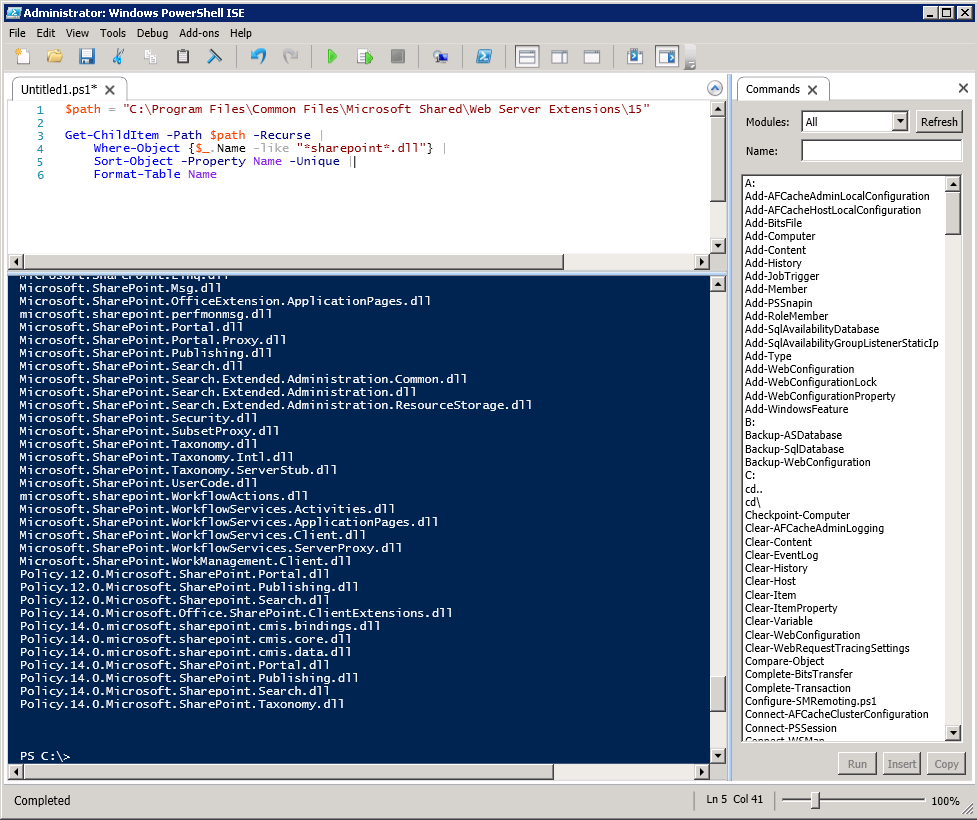 Administrator: Windows PowerShell ISE
File Edit View Tools Debug Add-ons Help
Untitled1.ps1*
1 $path = "C:\Program Files\Common Files\Microsoft Shared\Web Server Extensions\15"
2
3 Get-ChildItem -Path $path -Recurse |
4 Where-Object {$_.Name -like "*sharepoint*.dll"} |
5 Sort-Object -Property Name -Unique |
6 Format-Table Name
Microsoft.SharePoint.Linq.dll
Microsoft.SharePoint.Msg.dll
Microsoft.SharePoint.OfficeExtension.ApplicationPages.dll
microsoft.sharepoint.perfmonmsg.dll
Microsoft.SharePoint.Portal.dll
Microsoft.SharePoint.Portal.Proxy.dll
Microsoft.SharePoint.Publishing.dll
Microsoft.SharePoint.Search.dll
Microsoft.SharePoint.Search.Extended.Administration.Common.dll
Microsoft.SharePoint.Search.Extended.Administration.dll
Microsoft.SharePoint.Search.Extended.Administration.ResourceStorage.dll
Microsoft.SharePoint.Security.dll
Microsoft.SharePoint.SubsetProxy.dll
Microsoft.SharePoint.Taxonomy.dll
Microsoft.SharePoint.Taxonomy.Intl.dll
Microsoft.SharePoint.Taxonomy.ServerStub.dll
Microsoft.SharePoint.UserCode.dll
microsoft.sharepoint.WorkflowActions.dll
Microsoft.SharePoint.WorkflowServices.Activities.dll
Microsoft.SharePoint.WorkflowServices.ApplicationPages.dll
Microsoft.SharePoint.WorkflowServices.Client.dll
Microsoft.SharePoint.WorkflowServices.ServerProxy.dll
Microsoft.SharePoint.WorkManagement.Client.dll
Policy.12.0.Microsoft.SharePoint.Portal.dll
Policy.12.0.Microsoft.SharePoint.Publishing.dll
Policy.12.0.Microsoft.Sharepoint.Search.dll
Policy.14.0.Microsoft.Office.SharePoint.ClientExtensions.dll
Policy.14.0.microsoft.sharepoint.cmis.bindings.dll
Policy.14.0.microsoft.sharepoint.cmis.core.dll
Policy.14.0.microsoft.sharepoint.cmis.data.dll
Policy.14.0.Microsoft.SharePoint.Portal.dll
Policy.14.0.Microsoft.SharePoint.Publishing.dll
Policy.14.0.Microsoft.Sharepoint.Search.dll
Policy.14.0.Microsoft.SharePoint.Taxonomy.dll
PS C:\>
Commands
Modules: All Refresh
Name:
A:
Add-AFCacheAdminLocalConfiguration
Add-AFCacheHostLocalConfiguration
Add-BitsFile
Add-Computer
Add-Content
Add-History
Add-JobTrigger
Add-Member
Add-PSSnapin
Add-RoleMember
Add-SqlAvailabilityDatabase
Add-SqlAvailabilityGroupListenerStaticIp
Add-Type
Add-WebConfiguration
Add-WebConfigurationLock
Add-WebConfigurationProperty
Add-WindowsFeature
B:
Backup-ASDatabase
Backup-SqlDatabase
Backup-WebConfiguration
C:
cd..
cd\
Checkpoint-Computer
Clear-AFCacheAdminLogging
Clear-Content
Clear-EventLog
Clear-History
Clear-Host
Clear-Item
Clear-ItemProperty
Clear-Variable
Clear-WebConfiguration
Clear-WebRequestTracingSettings
Compare-Object
Complete-BitsTransfer
Complete-Transaction
Configure-SMRemoting.ps1
Connect-AFCacheClusterConfiguration
Connect-PSSession
Connect-WSMan
Run Insert Copy
Completed
Ln 5 Col 41
100%